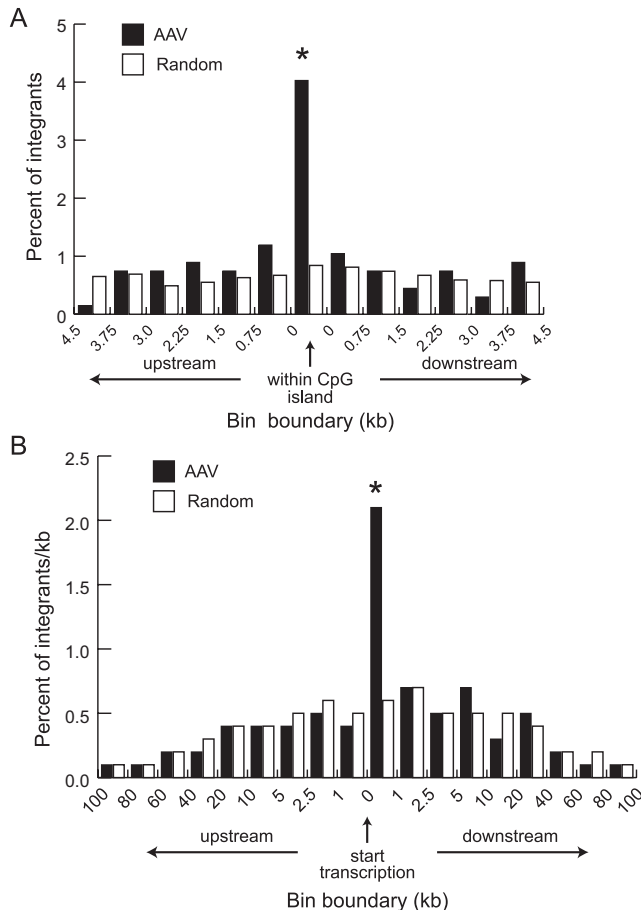 A
AAV
Random
*
Percent of integrants
5
4
3
2
1
0
4.5 3.75 3.0 2.25 1.5 0.75 0 0 0.75 1.5 2.25 3.0 3.75 4.5
upstream
within CpG
island
downstream
Bin boundary (kb)
B
AAV
Random
*
Percent of integrants/kb
2.5
2.0
1.5
1.0
0.5
0.0
100 80 60 40 20 10 5 2.5 1 0 1 2.5 5 10 20 40 60 80 100
upstream
start
transcription
downstream
Bin boundary (kb)